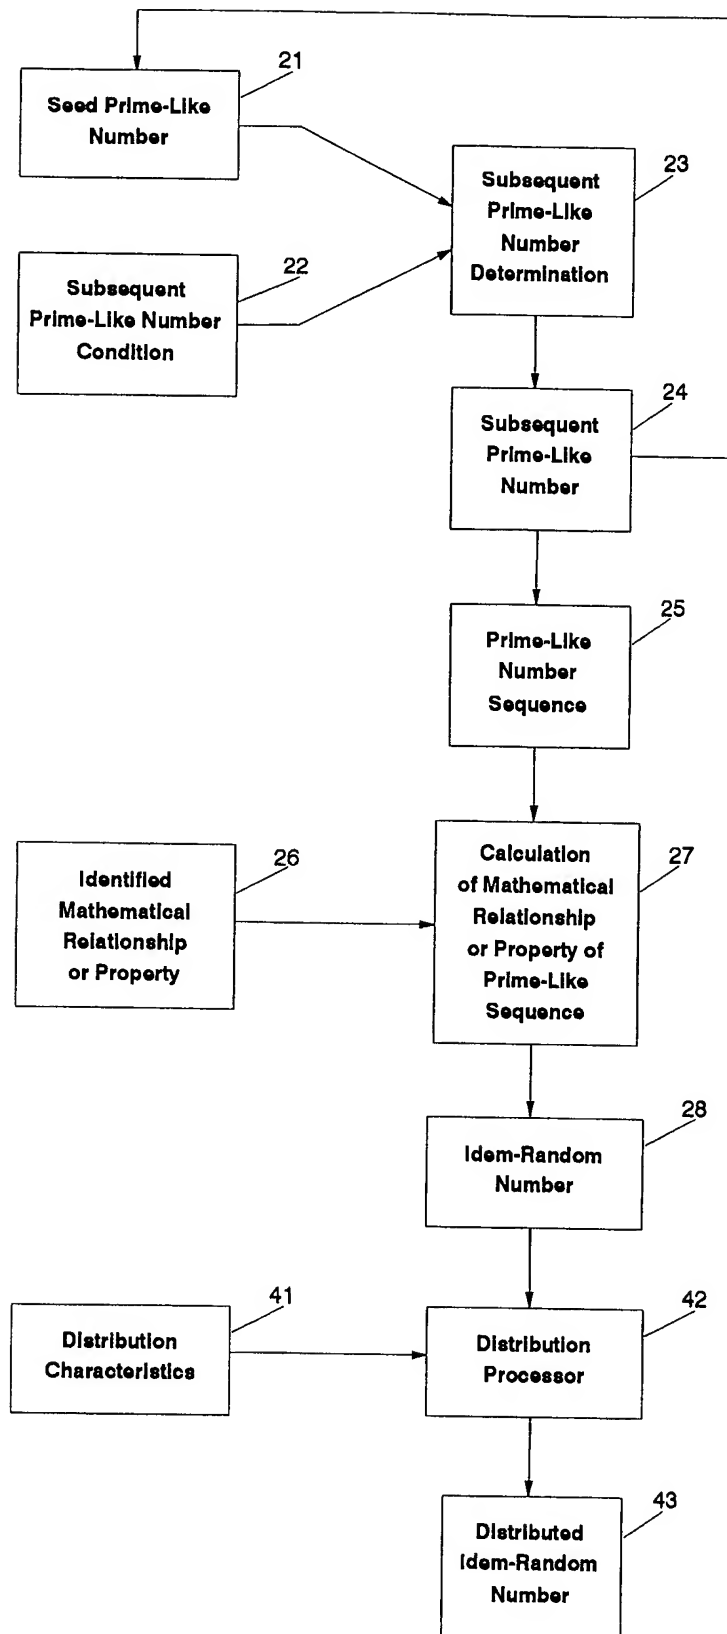 21
Seed Prime-Like
Number
23
Subsequent
Prime-Like
Number
Determination
22
Subsequent
Prime-Like Number
Condition
24
Subsequent
Prime-Like
Number
25
Prime-Like
Number
Sequence
26
Identified
Mathematical
Relationship
or Property
27
Calculation
of Mathematical
Relationship
or Property of
Prime-Like
Sequence
28
Idem-Random
Number
41
Distribution
Characteristics
42
Distribution
Processor
43
Distributed
Idem-Random
Number